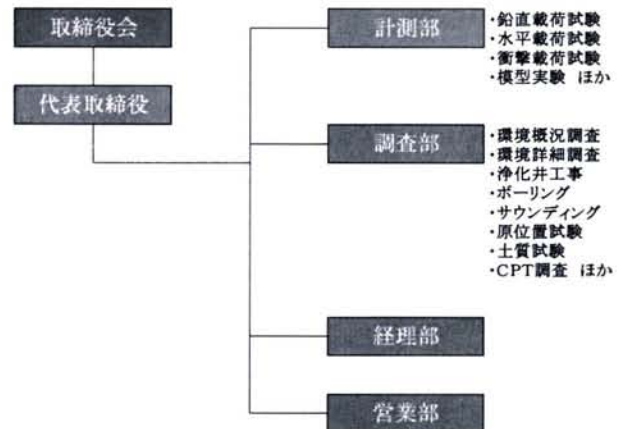 取締役会
代表取締役
計測部
・鉛直載荷試験
・水平載荷試験
・衝撃載荷試験
・模型実験 ほか
調査部
・環境概況調査
・環境詳細調査
・浄化井工事
・ボーリング
・サウンディング
・原位置試験
・土質試験
・CPT調査 ほか
経理部
営業部